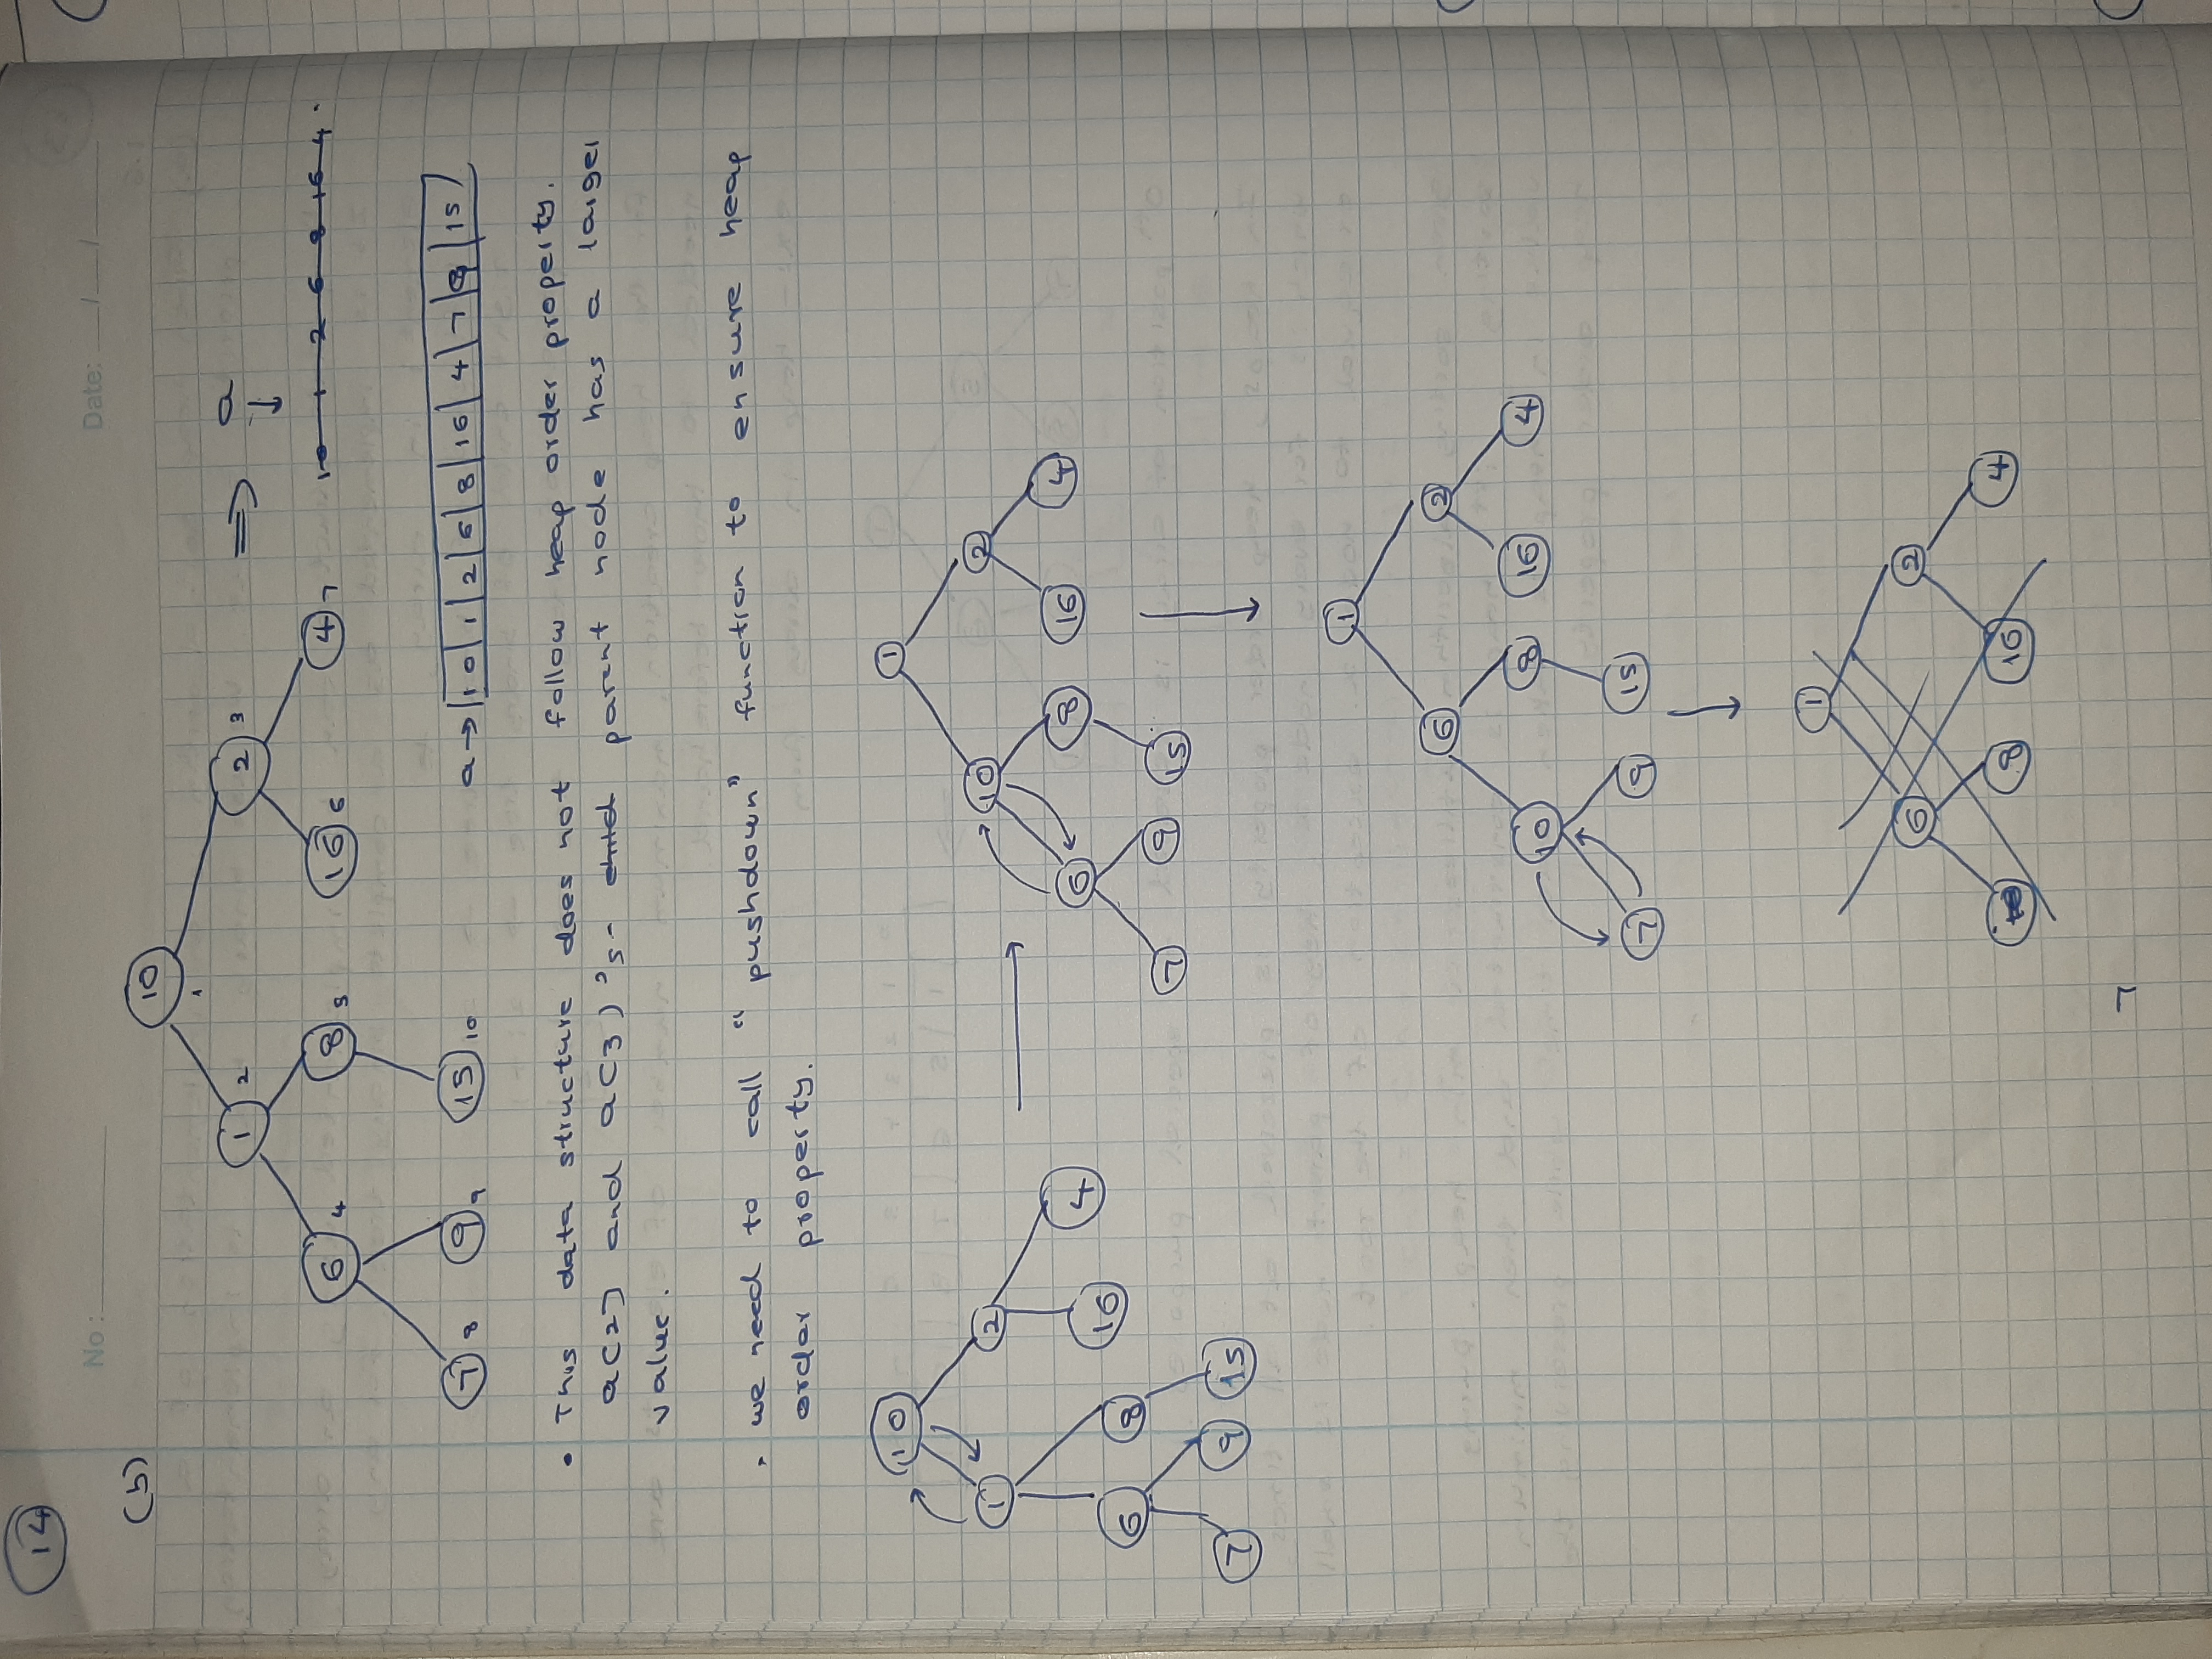 14
No : Date: / /
(b)
10
1
1 2 2 3 ⇒ a
↓
6 4 8 5 16 6 4 7 10 1 2 6 8 16 4
7 8 9 9 15 10 a → 10 | 1 | 2 | 6 | 8 | 16 | 4 | 7 | 9 | 15
• This data structure does not follow heap order property.
a[2] and a[3]'s - child parent node has a larger
value.
• we need to call "pushdown" function to ensure heap
order property.
10
1 2
6 8 16 4
7 9 15
1
10 2
6 8 16 4
7 9 15
1
6 2
10 8 16 4
7 9 15
1
6 2
8 16 4
7